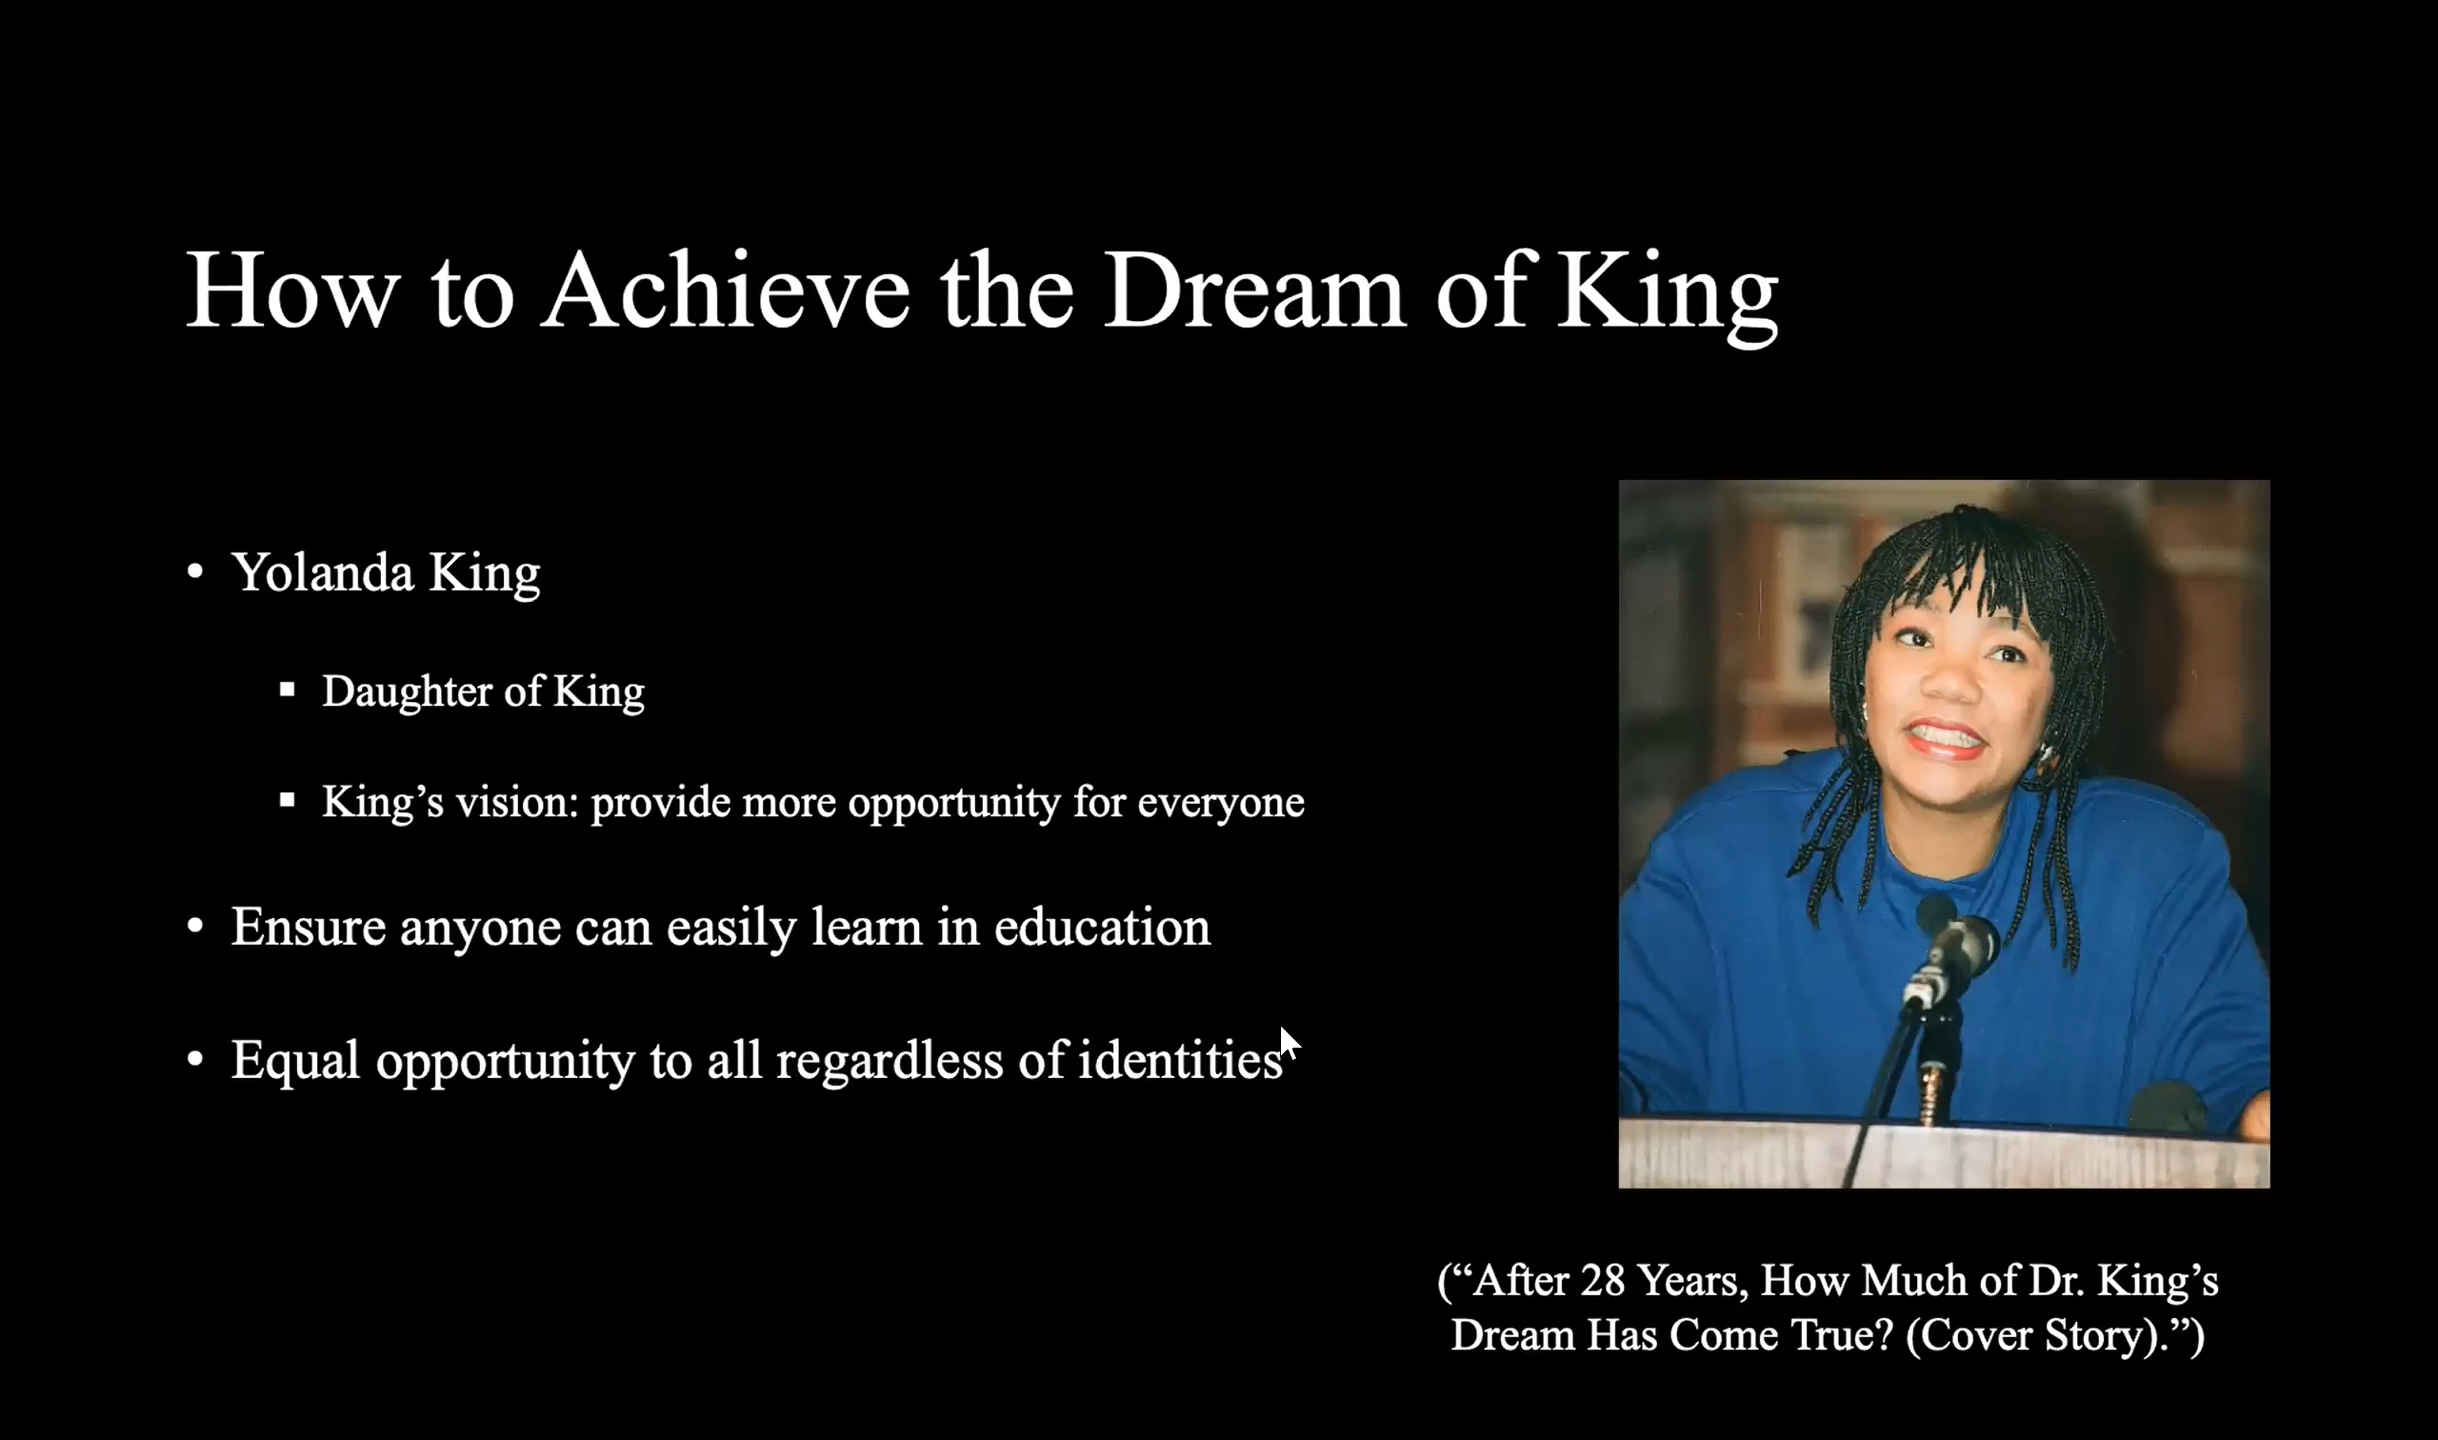 How to Achieve the Dream of King
• Yolanda King
▪ Daughter of King
▪ King’s vision: provide more opportunity for everyone
• Ensure anyone can easily learn in education
• Equal opportunity to all regardless of identities
(“After 28 Years, How Much of Dr. King’s
Dream Has Come True? (Cover Story).”)